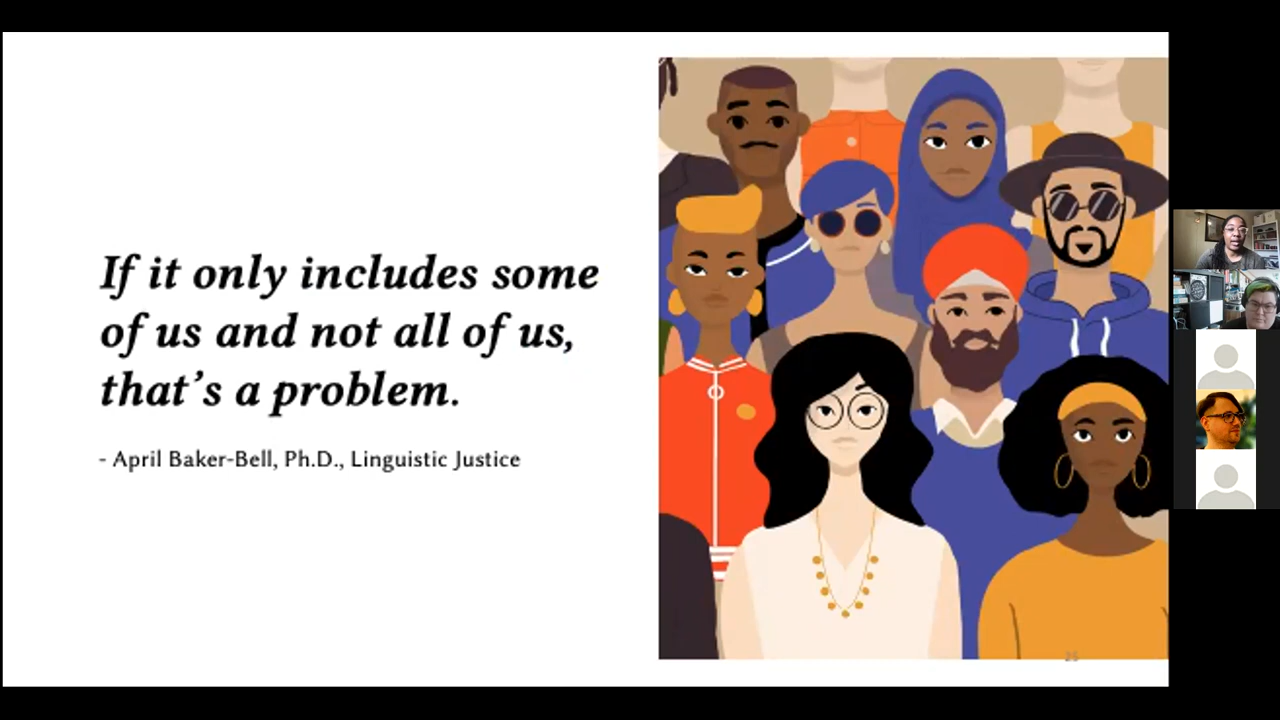 If it only includes some
of us and not all of us,
that’s a problem.
- April Baker-Bell, Ph.D., Linguistic Justice